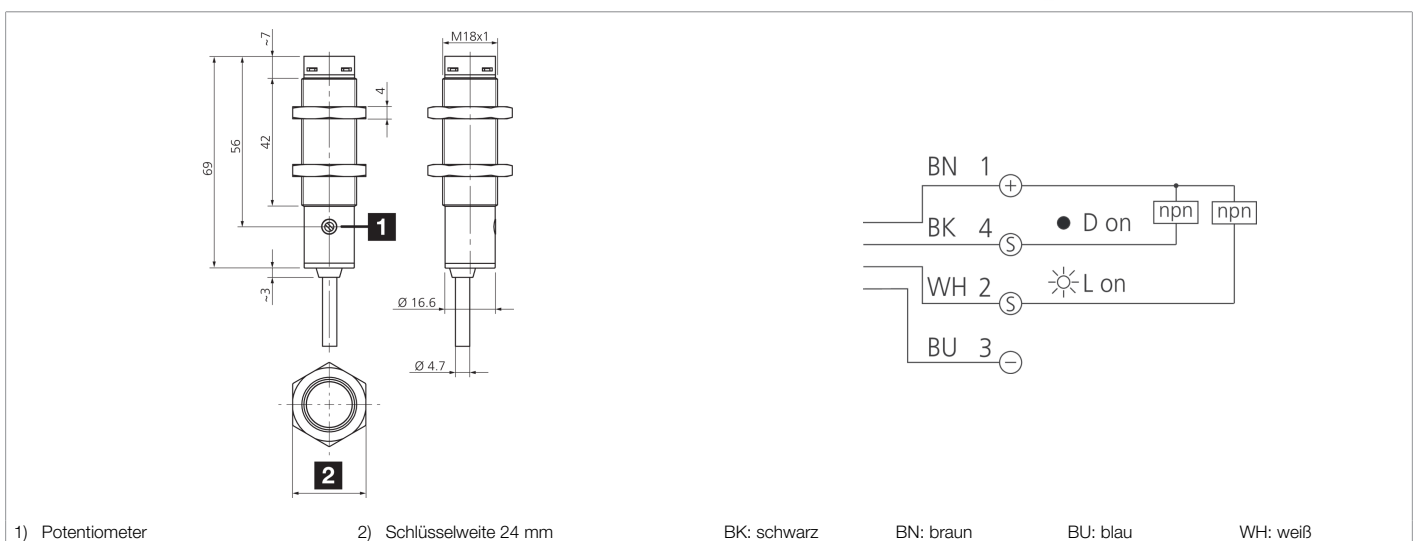 ~7
M18x1
4
42
56
69
1
~3
Ø 16.6
Ø 4.7
2
BN 1 +
npn npn
BK 4 S D on
WH 2 S L on
BU 3 −
1) Potentiometer 2) Schlüsselweite 24 mm BK: schwarz BN: braun BU: blau WH: weiß